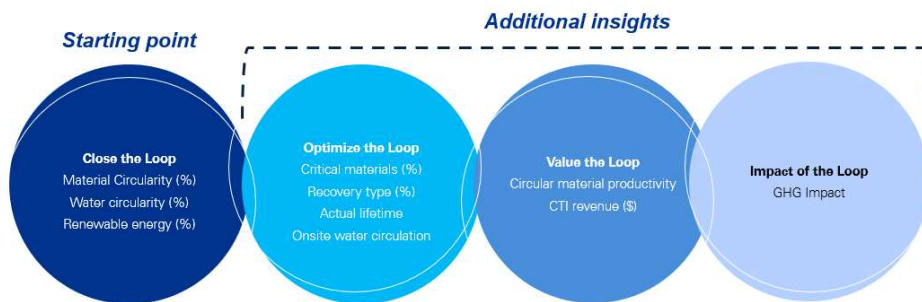 Additional insights
Starting point
Close the Loop
Material Circularity (%)
Water circularity (%)
Renewable energy (%)
Optimize the Loop
Critical materials (%)
Recovery type (%)
Actual lifetime
Onsite water circulation
Value the Loop
Circular material productivity
CTI revenue ($)
Impact of the Loop
GHG Impact